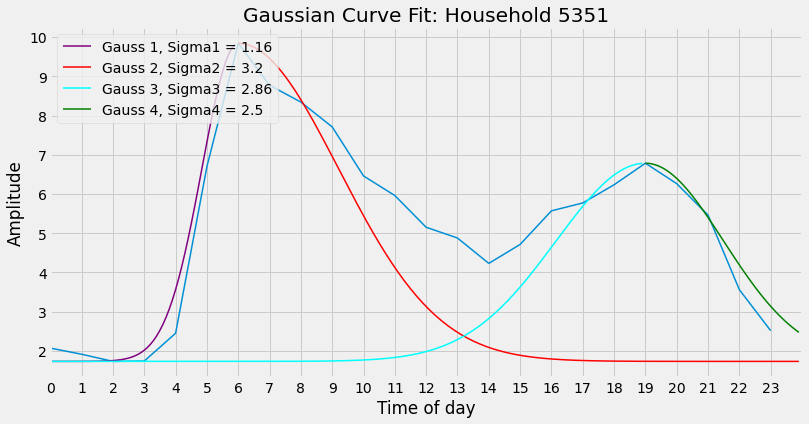 Gaussian Curve Fit: Household 5351
Gauss 1, Sigma1 = 1.16
Gauss 2, Sigma2 = 3.2
Gauss 3, Sigma3 = 2.86
Gauss 4, Sigma4 = 2.5
Amplitude
10
9
8
7
6
5
4
3
2
0 1 2 3 4 5 6 7 8 9 10 11 12 13 14 15 16 17 18 19 20 21 22 23
Time of day